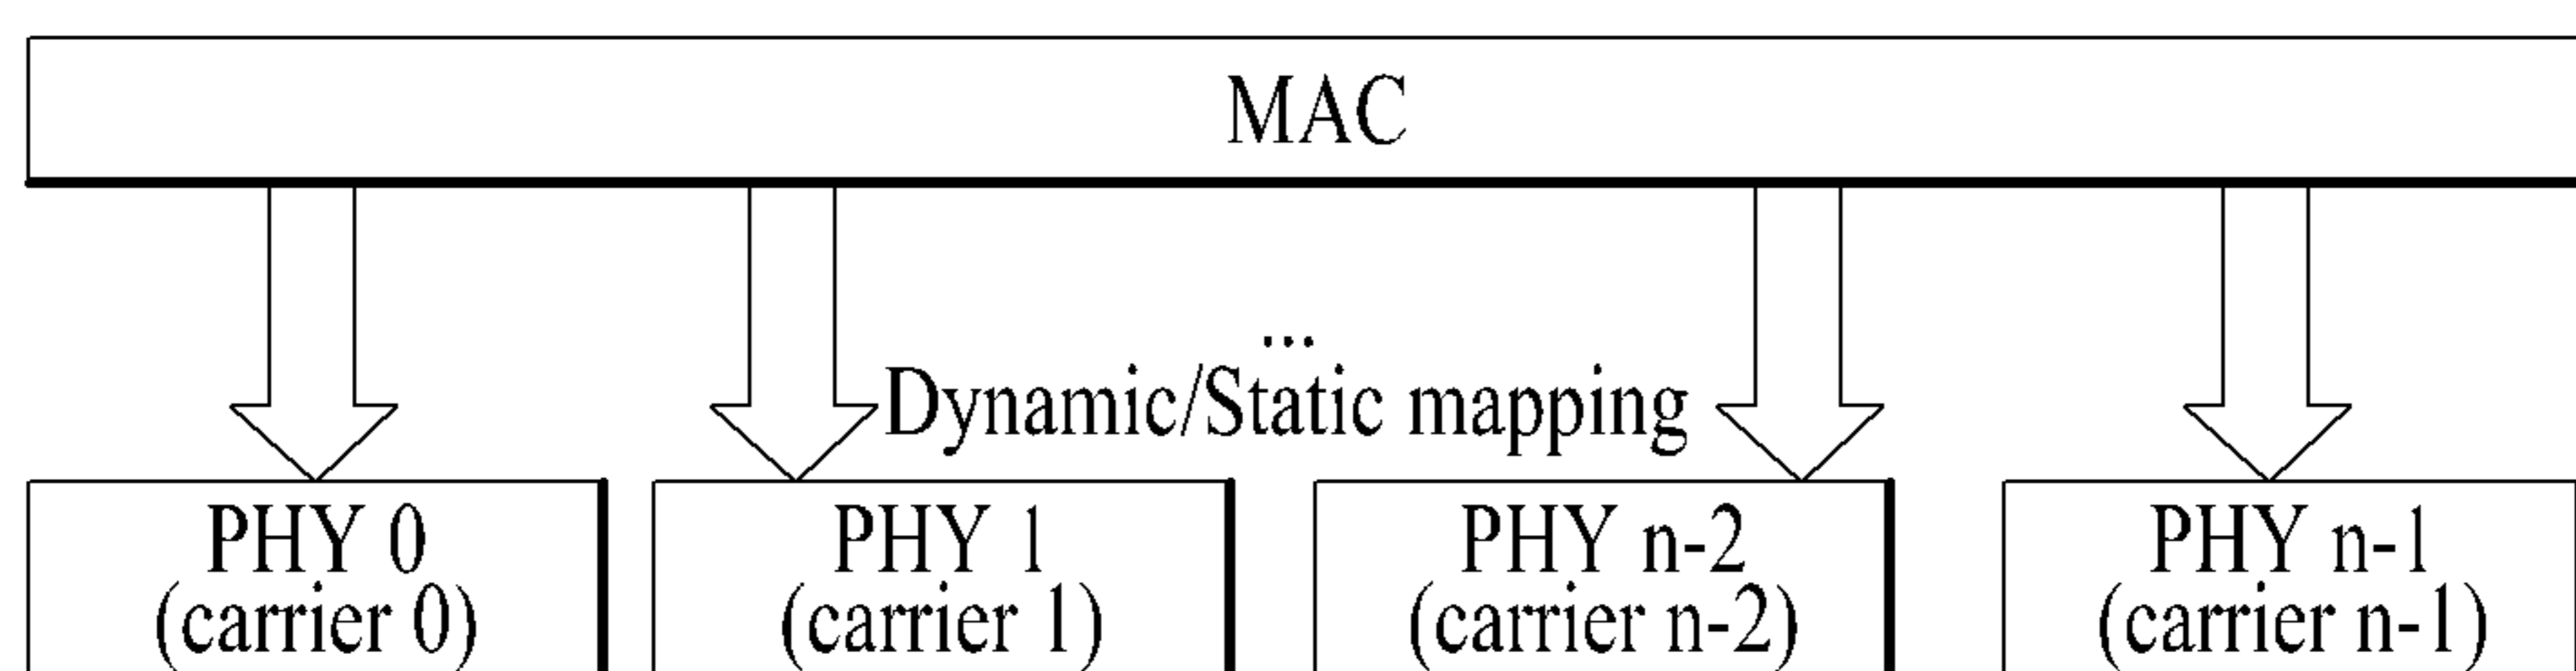 MAC
...
Dynamic/Static mapping
PHY 0
(carrier 0)
PHY 1
(carrier 1)
PHY n-2
(carrier n-2)
PHY n-1
(carrier n-1)